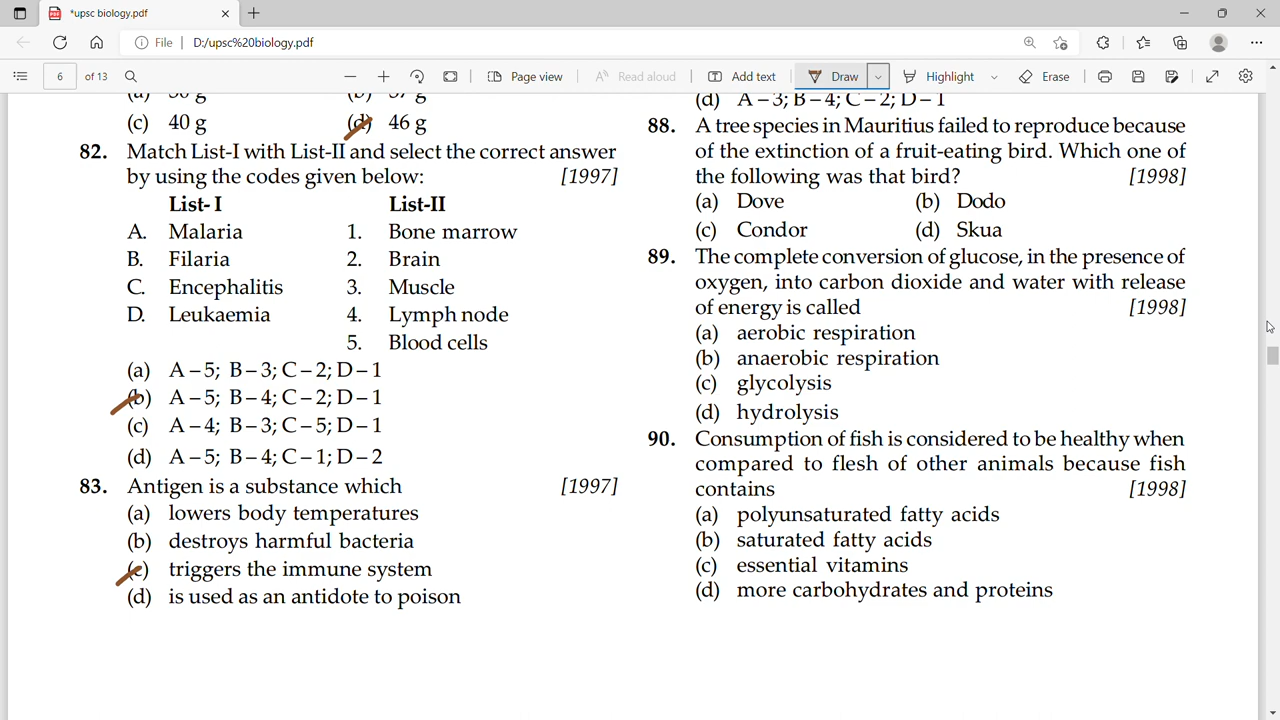 *upsc biology.pdf
File | D:/upsc%20biology.pdf
6 of 13
Page view
Read aloud
Add text
Draw
Highlight
Erase
(a) 30 g (b) 37 g
(c) 40 g (d) 46 g
82. Match List-I with List-II and select the correct answer
by using the codes given below: [1997]
List- I List-II
A. Malaria 1. Bone marrow
B. Filaria 2. Brain
C. Encephalitis 3. Muscle
D. Leukaemia 4. Lymph node
5. Blood cells
(a) A – 5; B – 3; C – 2; D – 1
(b) A – 5; B – 4; C – 2; D – 1
(c) A – 4; B – 3; C – 5; D – 1
(d) A – 5; B – 4; C – 1; D – 2
83. Antigen is a substance which [1997]
(a) lowers body temperatures
(b) destroys harmful bacteria
(c) triggers the immune system
(d) is used as an antidote to poison
(d) A – 3; B – 4; C – 2; D – 1
88. A tree species in Mauritius failed to reproduce because
of the extinction of a fruit-eating bird. Which one of
the following was that bird? [1998]
(a) Dove (b) Dodo
(c) Condor (d) Skua
89. The complete conversion of glucose, in the presence of
oxygen, into carbon dioxide and water with release
of energy is called [1998]
(a) aerobic respiration
(b) anaerobic respiration
(c) glycolysis
(d) hydrolysis
90. Consumption of fish is considered to be healthy when
compared to flesh of other animals because fish
contains [1998]
(a) polyunsaturated fatty acids
(b) saturated fatty acids
(c) essential vitamins
(d) more carbohydrates and proteins